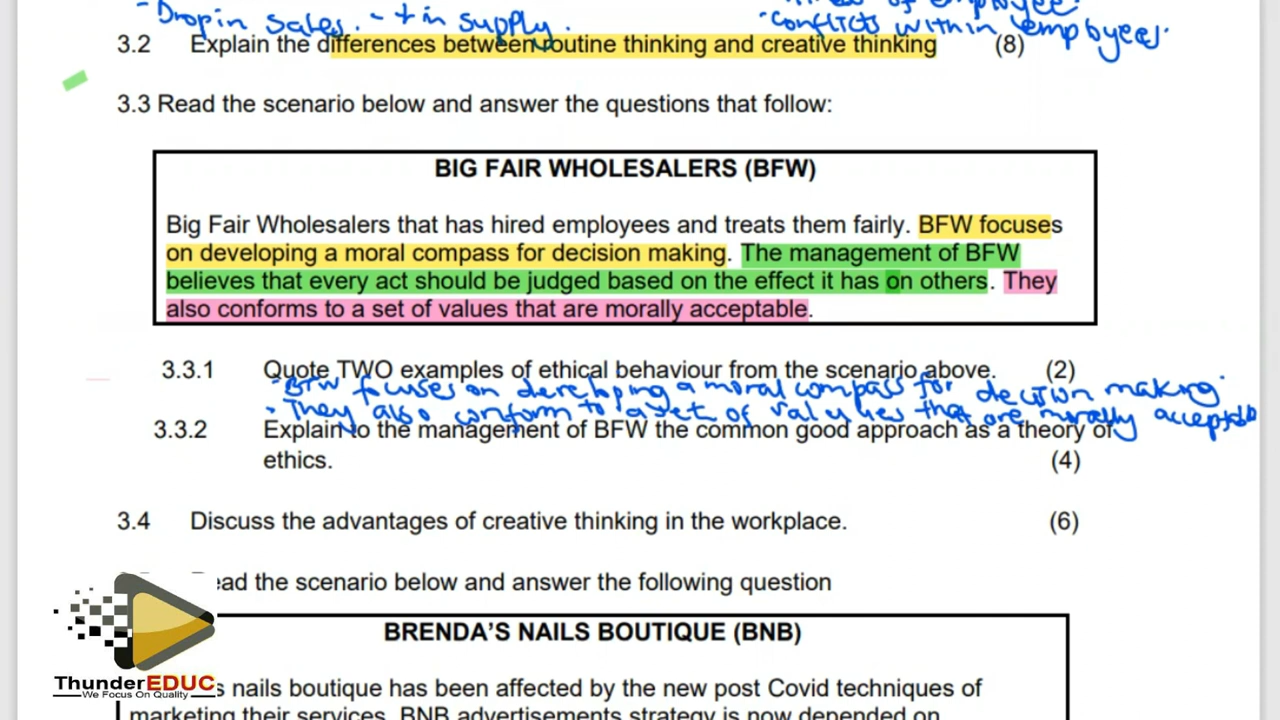 - Drop in sales. - + in supply.
of employee.
- conflicts within employees.
3.2 Explain the differences between routine thinking and creative thinking (8)
3.3 Read the scenario below and answer the questions that follow:
BIG FAIR WHOLESALERS (BFW)
Big Fair Wholesalers that has hired employees and treats them fairly. BFW focuses
on developing a moral compass for decision making. The management of BFW
believes that every act should be judged based on the effect it has on others. They
also conforms to a set of values that are morally acceptable.
3.3.1 Quote TWO examples of ethical behaviour from the scenario above. (2)
focuses on developing a moral compass for decision making.
- They also conform to a set of that are morally
3.3.2 Explain to the management of BFW the common good approach as a theory of
ethics. (4)
3.4 Discuss the advantages of creative thinking in the workplace. (6)
the scenario below and answer the following question
BRENDA'S NAILS BOUTIQUE (BNB)
nails boutique has been affected by the new post Covid techniques of
marketing their services. BNB advertisements strategy is now depended on
ThunderEDUC
We Focus On Quality